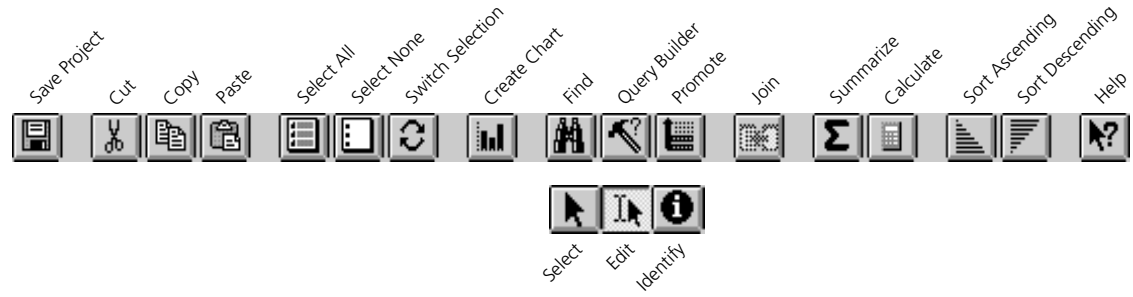 Save Project
Cut
Copy
Paste
Select All
Select None
Switch Selection
Create Chart
Find
Query Builder
Promote
Join
Summarize
Calculate
Sort Ascending
Sort Descending
Help
Select
Edit
Identify